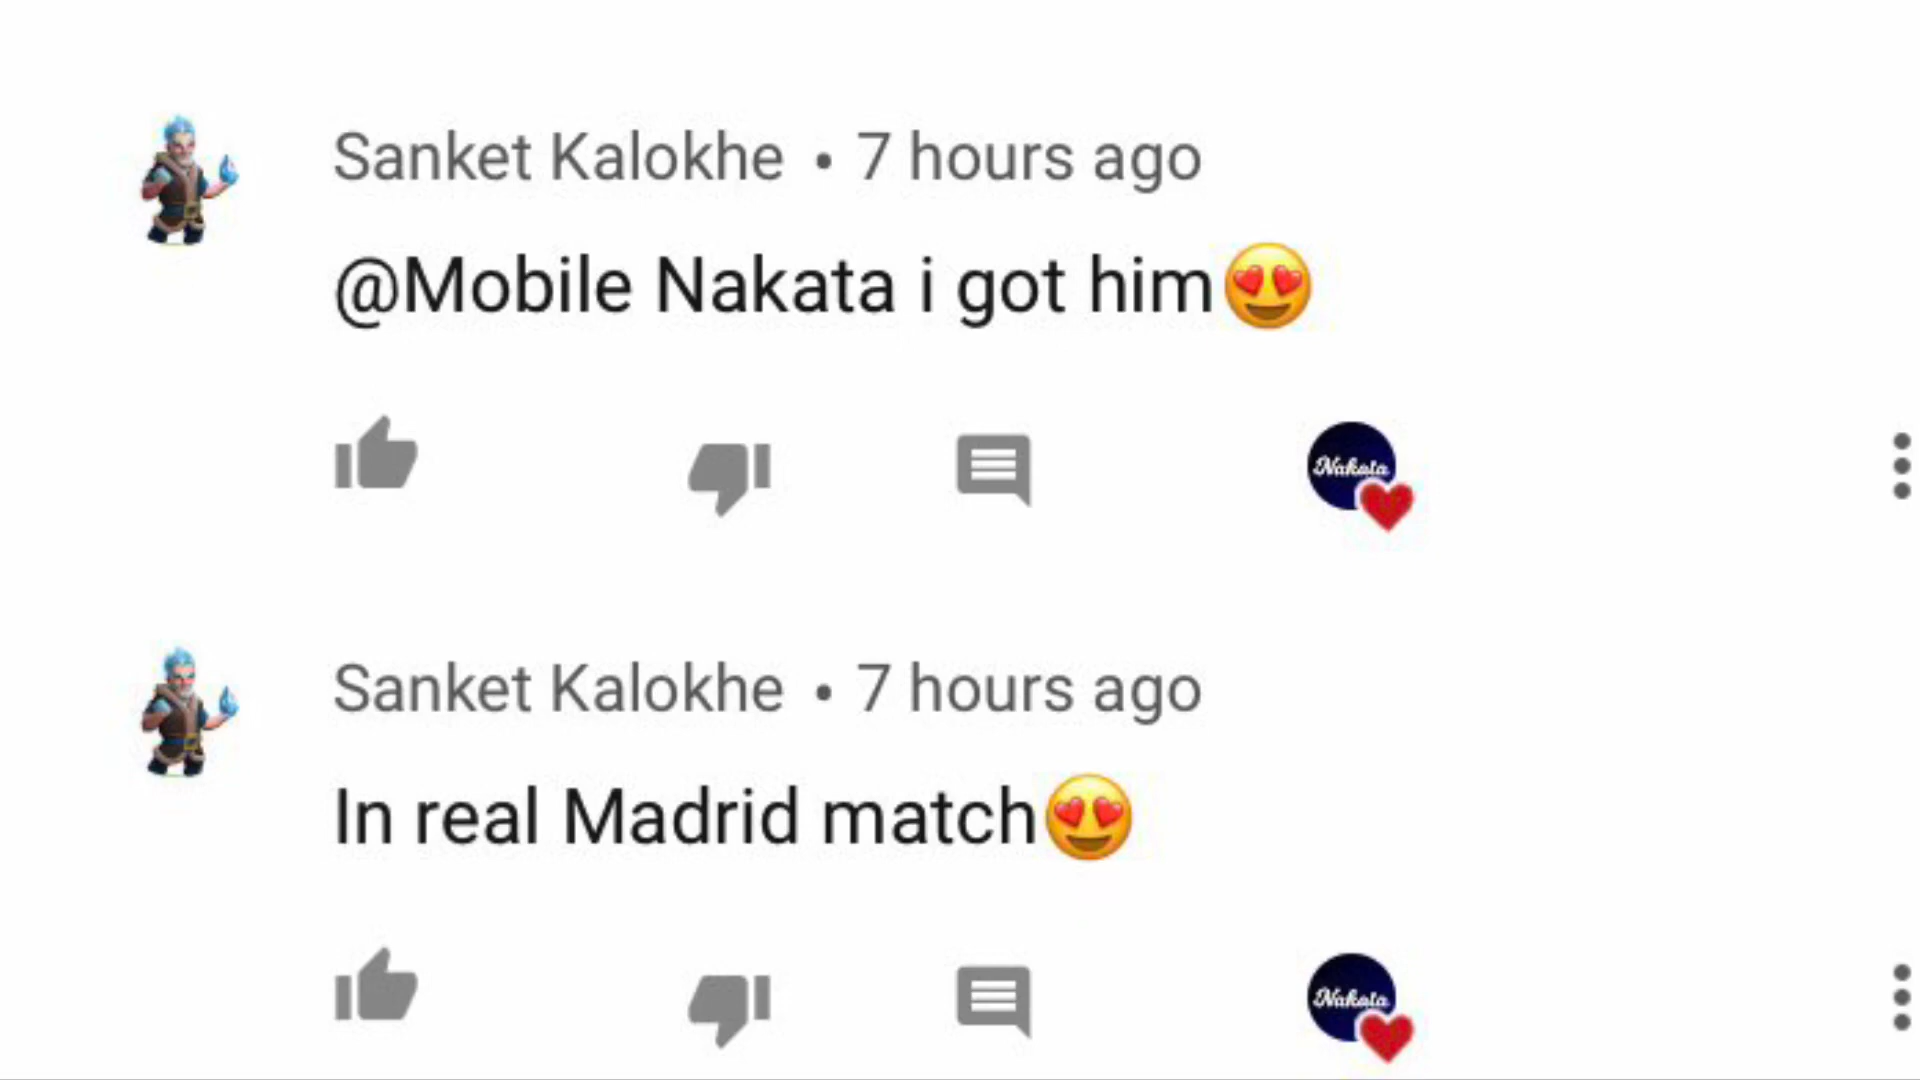 Sanket Kalokhe • 7 hours ago
@Mobile Nakata i got him😍
Nakata
Sanket Kalokhe • 7 hours ago
In real Madrid match😍
Nakata